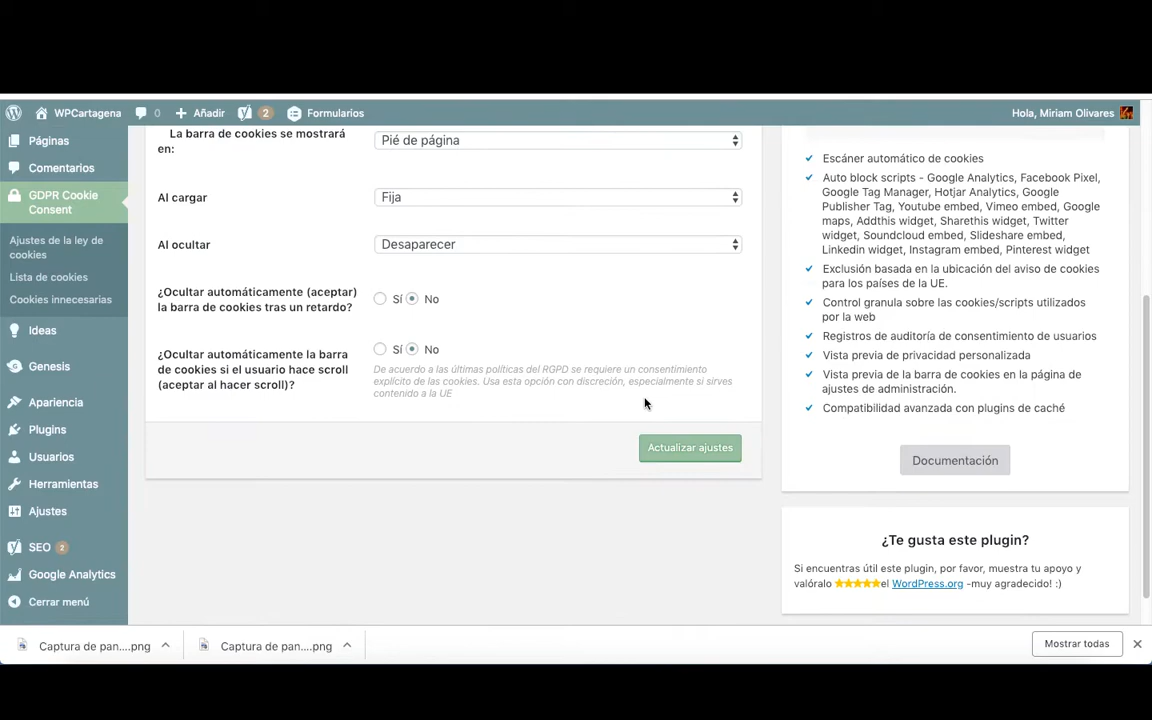 WPCartagena
0
Añadir
2
Formularios
Hola, Miriam Olivares
Páginas
Comentarios
GDPR Cookie
Consent
Ajustes de la ley de
cookies
Lista de cookies
Cookies innecesarias
Ideas
Genesis
Apariencia
Plugins
Usuarios
Herramientas
Ajustes
SEO 2
Google Analytics
Cerrar menú
La barra de cookies se mostrará
en:
Pié de página
Al cargar
Fija
Al ocultar
Desaparecer
¿Ocultar automáticamente (aceptar)
la barra de cookies tras un retardo?
Sí No
¿Ocultar automáticamente la barra
de cookies si el usuario hace scroll
(aceptar al hacer scroll)?
Sí No
De acuerdo a las últimas políticas del RGPD se requiere un consentimiento
explícito de las cookies. Usa esta opción con discreción, especialmente si sirves
contenido a la UE
Actualizar ajustes
Escáner automático de cookies
Auto block scripts - Google Analytics, Facebook Pixel,
Google Tag Manager, Hotjar Analytics, Google
Publisher Tag, Youtube embed, Vimeo embed, Google
maps, Addthis widget, Sharethis widget, Twitter
widget, Soundcloud embed, Slideshare embed,
Linkedin widget, Instagram embed, Pinterest widget
Exclusión basada en la ubicación del aviso de cookies
para los países de la UE.
Control granula sobre las cookies/scripts utilizados
por la web
Registros de auditoría de consentimiento de usuarios
Vista previa de privacidad personalizada
Vista previa de la barra de cookies en la página de
ajustes de administración.
Compatibilidad avanzada con plugins de caché
Documentación
¿Te gusta este plugin?
Si encuentras útil este plugin, por favor, muestra tu apoyo y
valóralo ★★★★★el WordPress.org -muy agradecido! :)
Captura de pan....png
Captura de pan....png
Mostrar todas